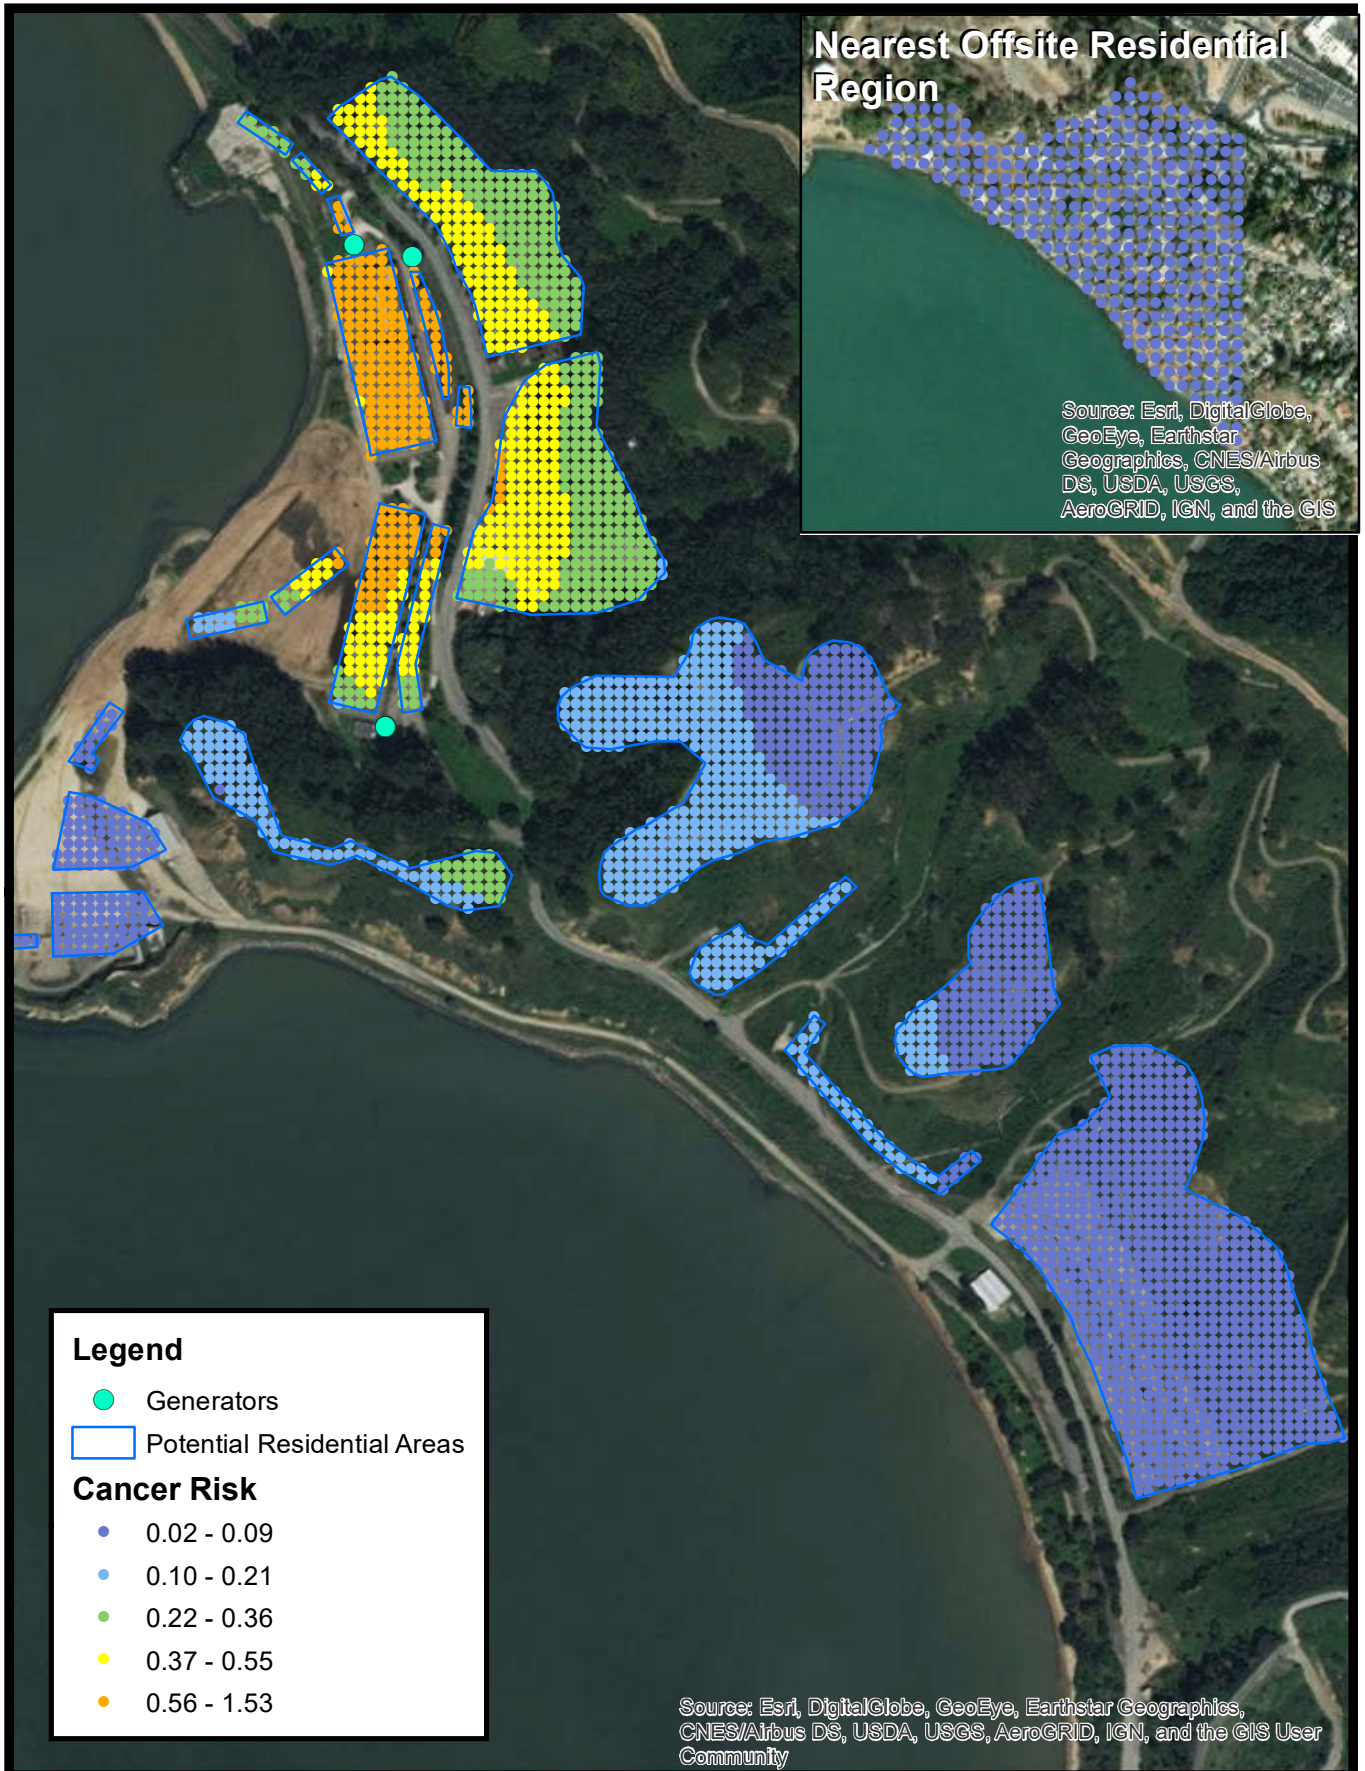 Nearest Offsite Residential
Region
Source: Esri, DigitalGlobe,
GeoEye, Earthstar
Geographics, CNES/Airbus
DS, USDA, USGS,
AeroGRID, IGN, and the GIS
Legend
Generators
Potential Residential Areas
Cancer Risk
0.02 - 0.09
0.10 - 0.21
0.22 - 0.36
0.37 - 0.55
0.56 - 1.53
Source: Esri, DigitalGlobe, GeoEye, Earthstar Geographics,
CNES/Airbus DS, USDA, USGS, AeroGRID, IGN, and the GIS User
Community